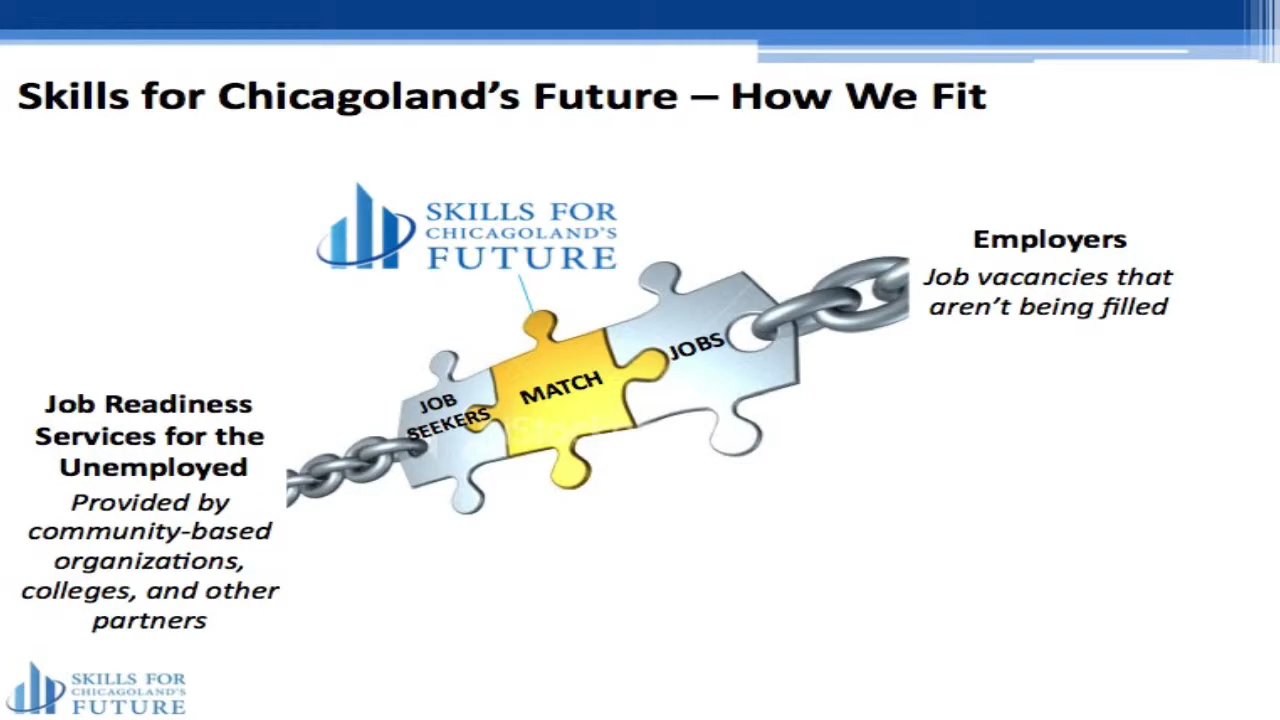 Skills for Chicagoland’s Future – How We Fit
SKILLS FOR
CHICAGOLAND'S
FUTURE
Employers
Job vacancies that
aren’t being filled
JOBS
MATCH
JOB
SEEKERS
Job Readiness
Services for the
Unemployed
Provided by
community-based
organizations,
colleges, and other
partners
SKILLS FOR
CHICAGOLAND'S
FUTURE